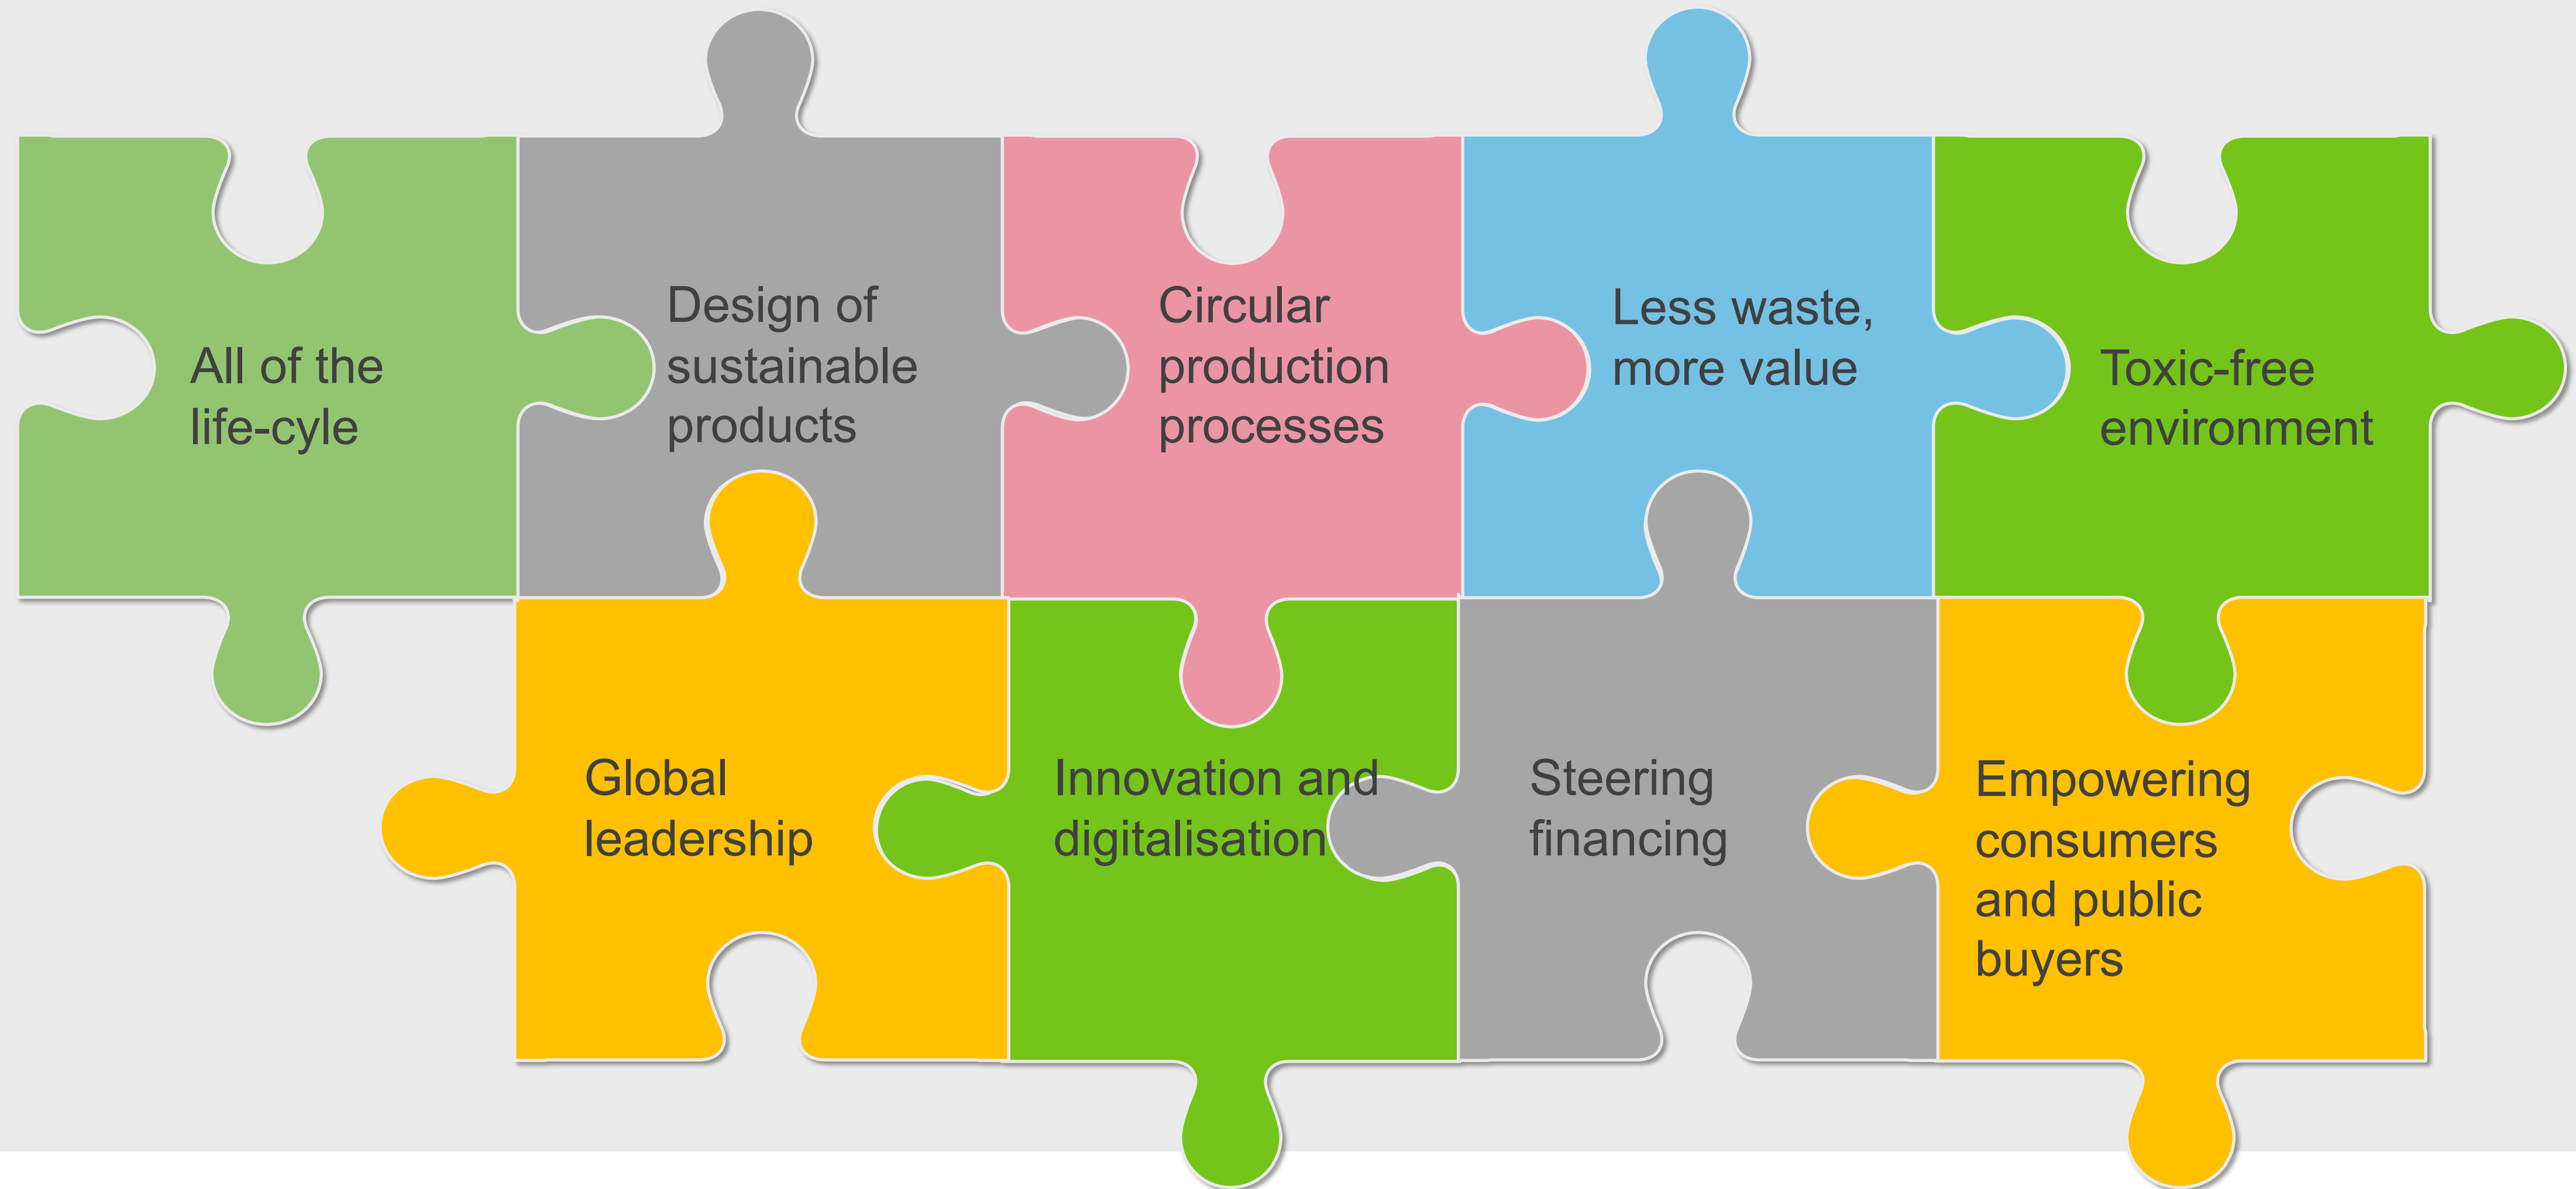 All of the
life-cyle
Design of
sustainable
products
Circular
production
processes
Less waste,
more value
Toxic-free
environment
Global
leadership
Innovation and
digitalisation
Steering
financing
Empowering
consumers
and public
buyers